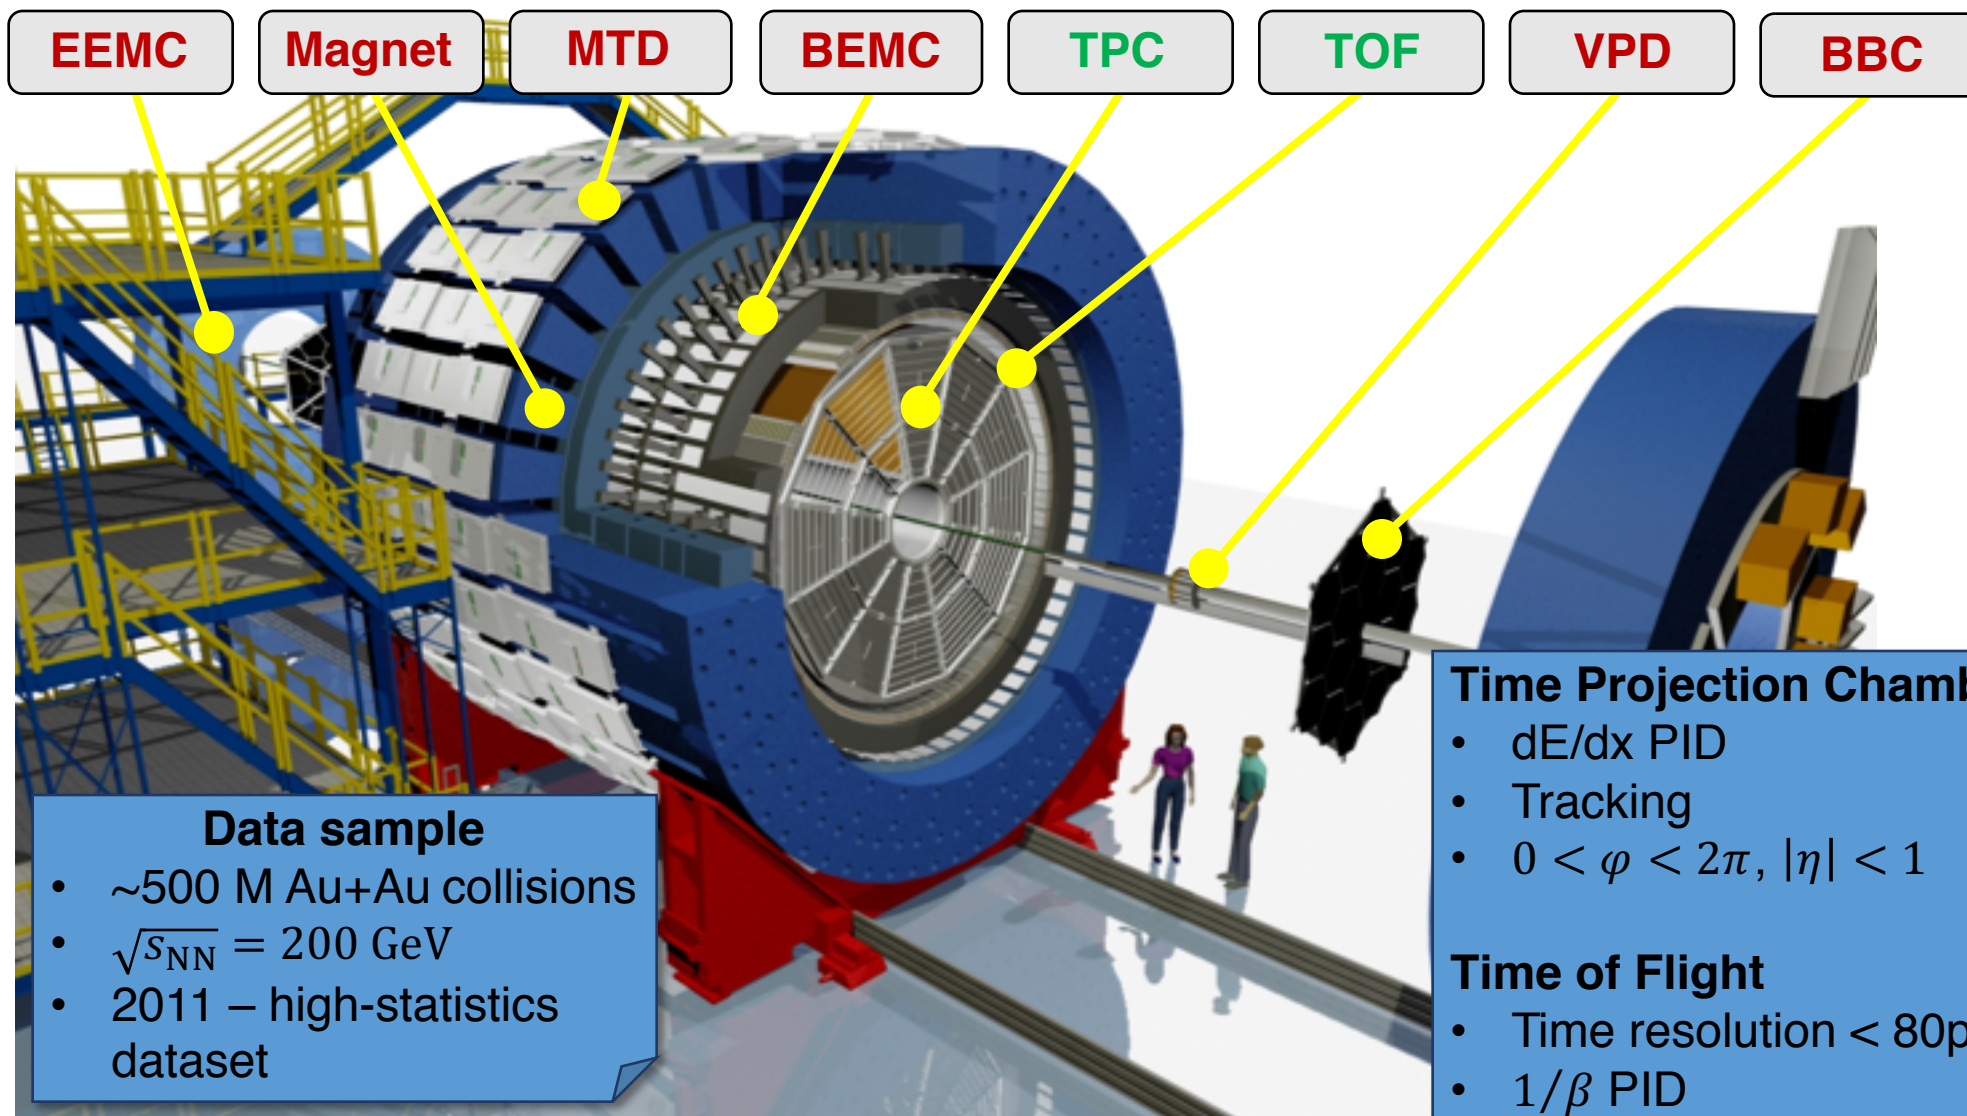 EEMC Magnet MTD BEMC TPC TOF VPD BBC
Data sample
• ~500 M Au+Au collisions
• √sNN = 200 GeV
• 2011 – high-statistics
dataset
Time Projection Chamb
• dE/dx PID
• Tracking
• 0 < φ < 2π, |η| < 1
Time of Flight
• Time resolution < 80p
• 1/β PID